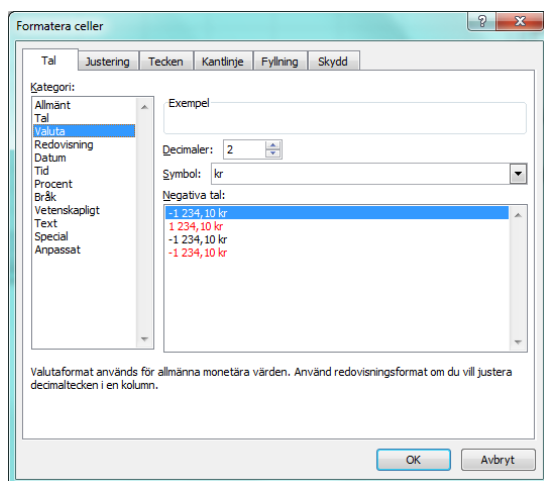 Formatera celler
Tal Justering Tecken Kantlinje Fyllning Skydd
Kategori:
Allmänt
Tal
Valuta
Redovisning
Datum
Tid
Procent
Bråk
Vetenskapligt
Text
Special
Anpassat
Exempel
Decimaler: 2
Symbol: kr
Negativa tal:
-1 234,10 kr
1 234,10 kr
-1 234,10 kr
-1 234,10 kr
Valutaformat används för allmänna monetära värden. Använd redovisningsformat om du vill justera
decimaltecken i en kolumn.
OK Avbryt